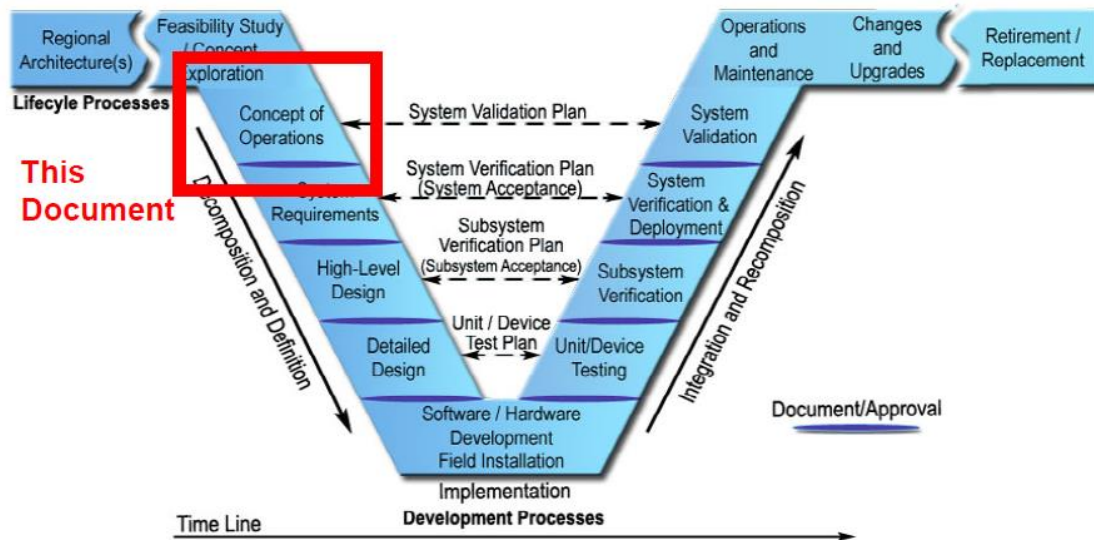 Regional
Architecture(s)
Feasibility Study
/ Concept
Exploration
Operations
and
Maintenance
Changes
and
Upgrades
Retirement /
Replacement
Lifecyle Processes
This
Document
Concept of
Operations
System Validation Plan
System
Validation
System
Requirements
System Verification Plan
(System Acceptance)
System
Verification &
Deployment
High-Level
Design
Subsystem
Verification Plan
(Subsystem Acceptance)
Subsystem
Verification
Detailed
Design
Unit / Device
Test Plan
Unit/Device
Testing
Decomposition and Definition
Integration and Recomposition
Software / Hardware
Development
Field Installation
Document/Approval
Implementation
Development Processes
Time Line